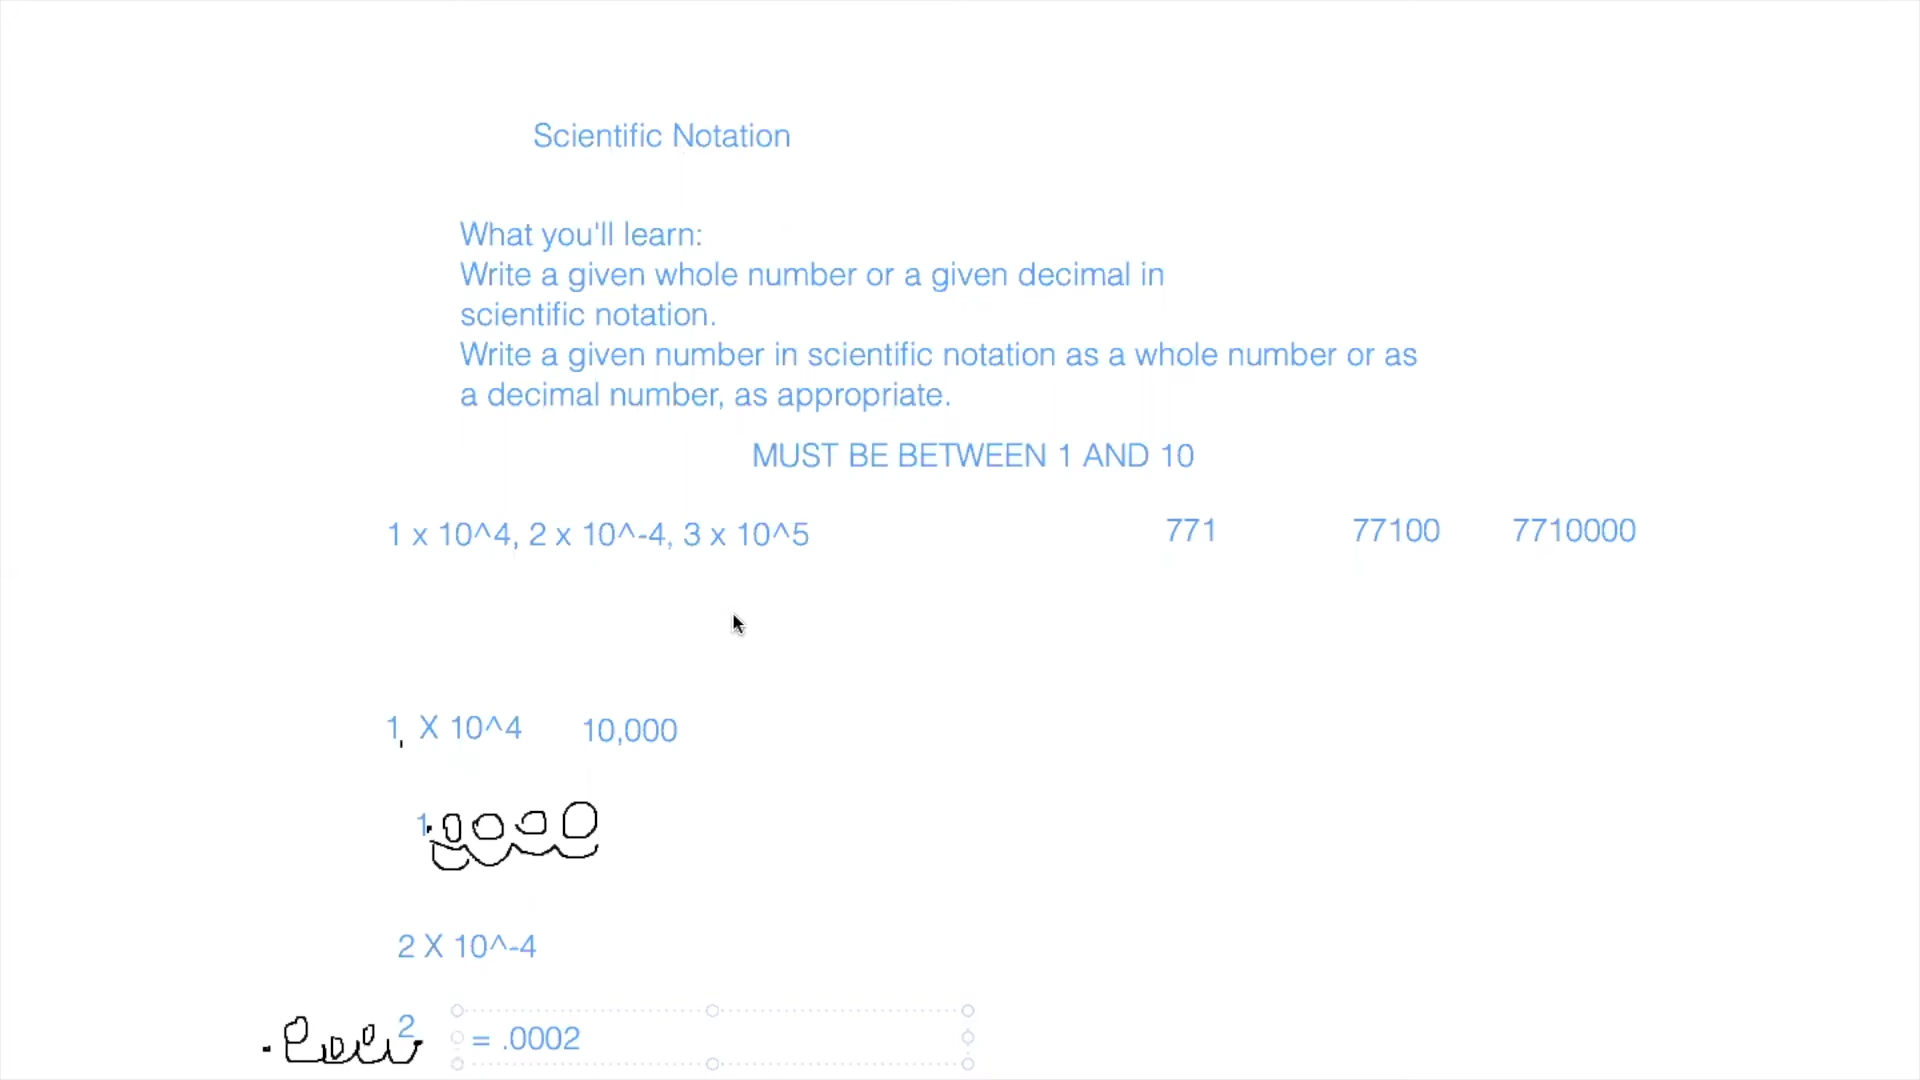 Scientific Notation
What you'll learn:
Write a given whole number or a given decimal in
scientific notation.
Write a given number in scientific notation as a whole number or as
a decimal number, as appropriate.
MUST BE BETWEEN 1 AND 10
1 x 10^4, 2 x 10^-4, 3 x 10^5 771 77100 7710000
1, X 10^4 10,000
1.0000
2 X 10^-4
.0002 = .0002